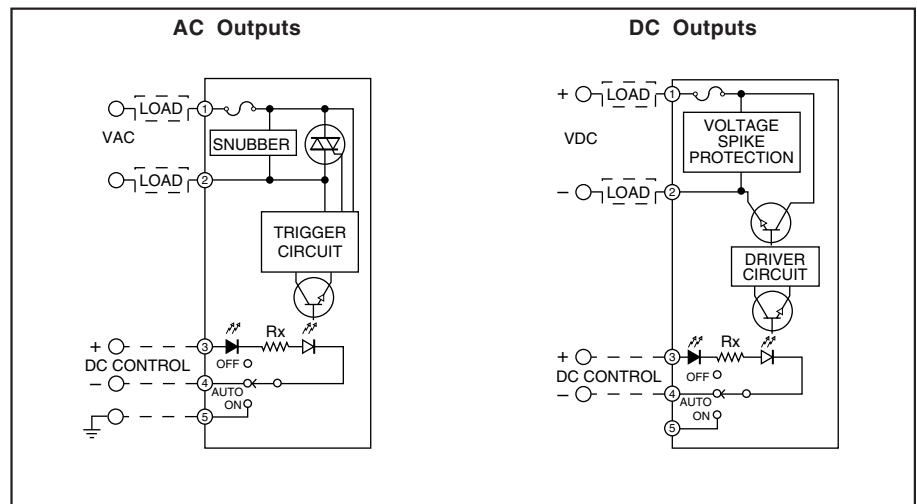 AC Outputs
LOAD
1
VAC
SNUBBER
LOAD
2
TRIGGER
CIRCUIT
+
3
Rx
OFF
DC CONTROL
−
4
AUTO
ON
5
DC Outputs
+
LOAD
1
VDC
VOLTAGE
SPIKE
PROTECTION
−
LOAD
2
DRIVER
CIRCUIT
+
3
Rx
OFF
DC CONTROL
−
4
AUTO
ON
5